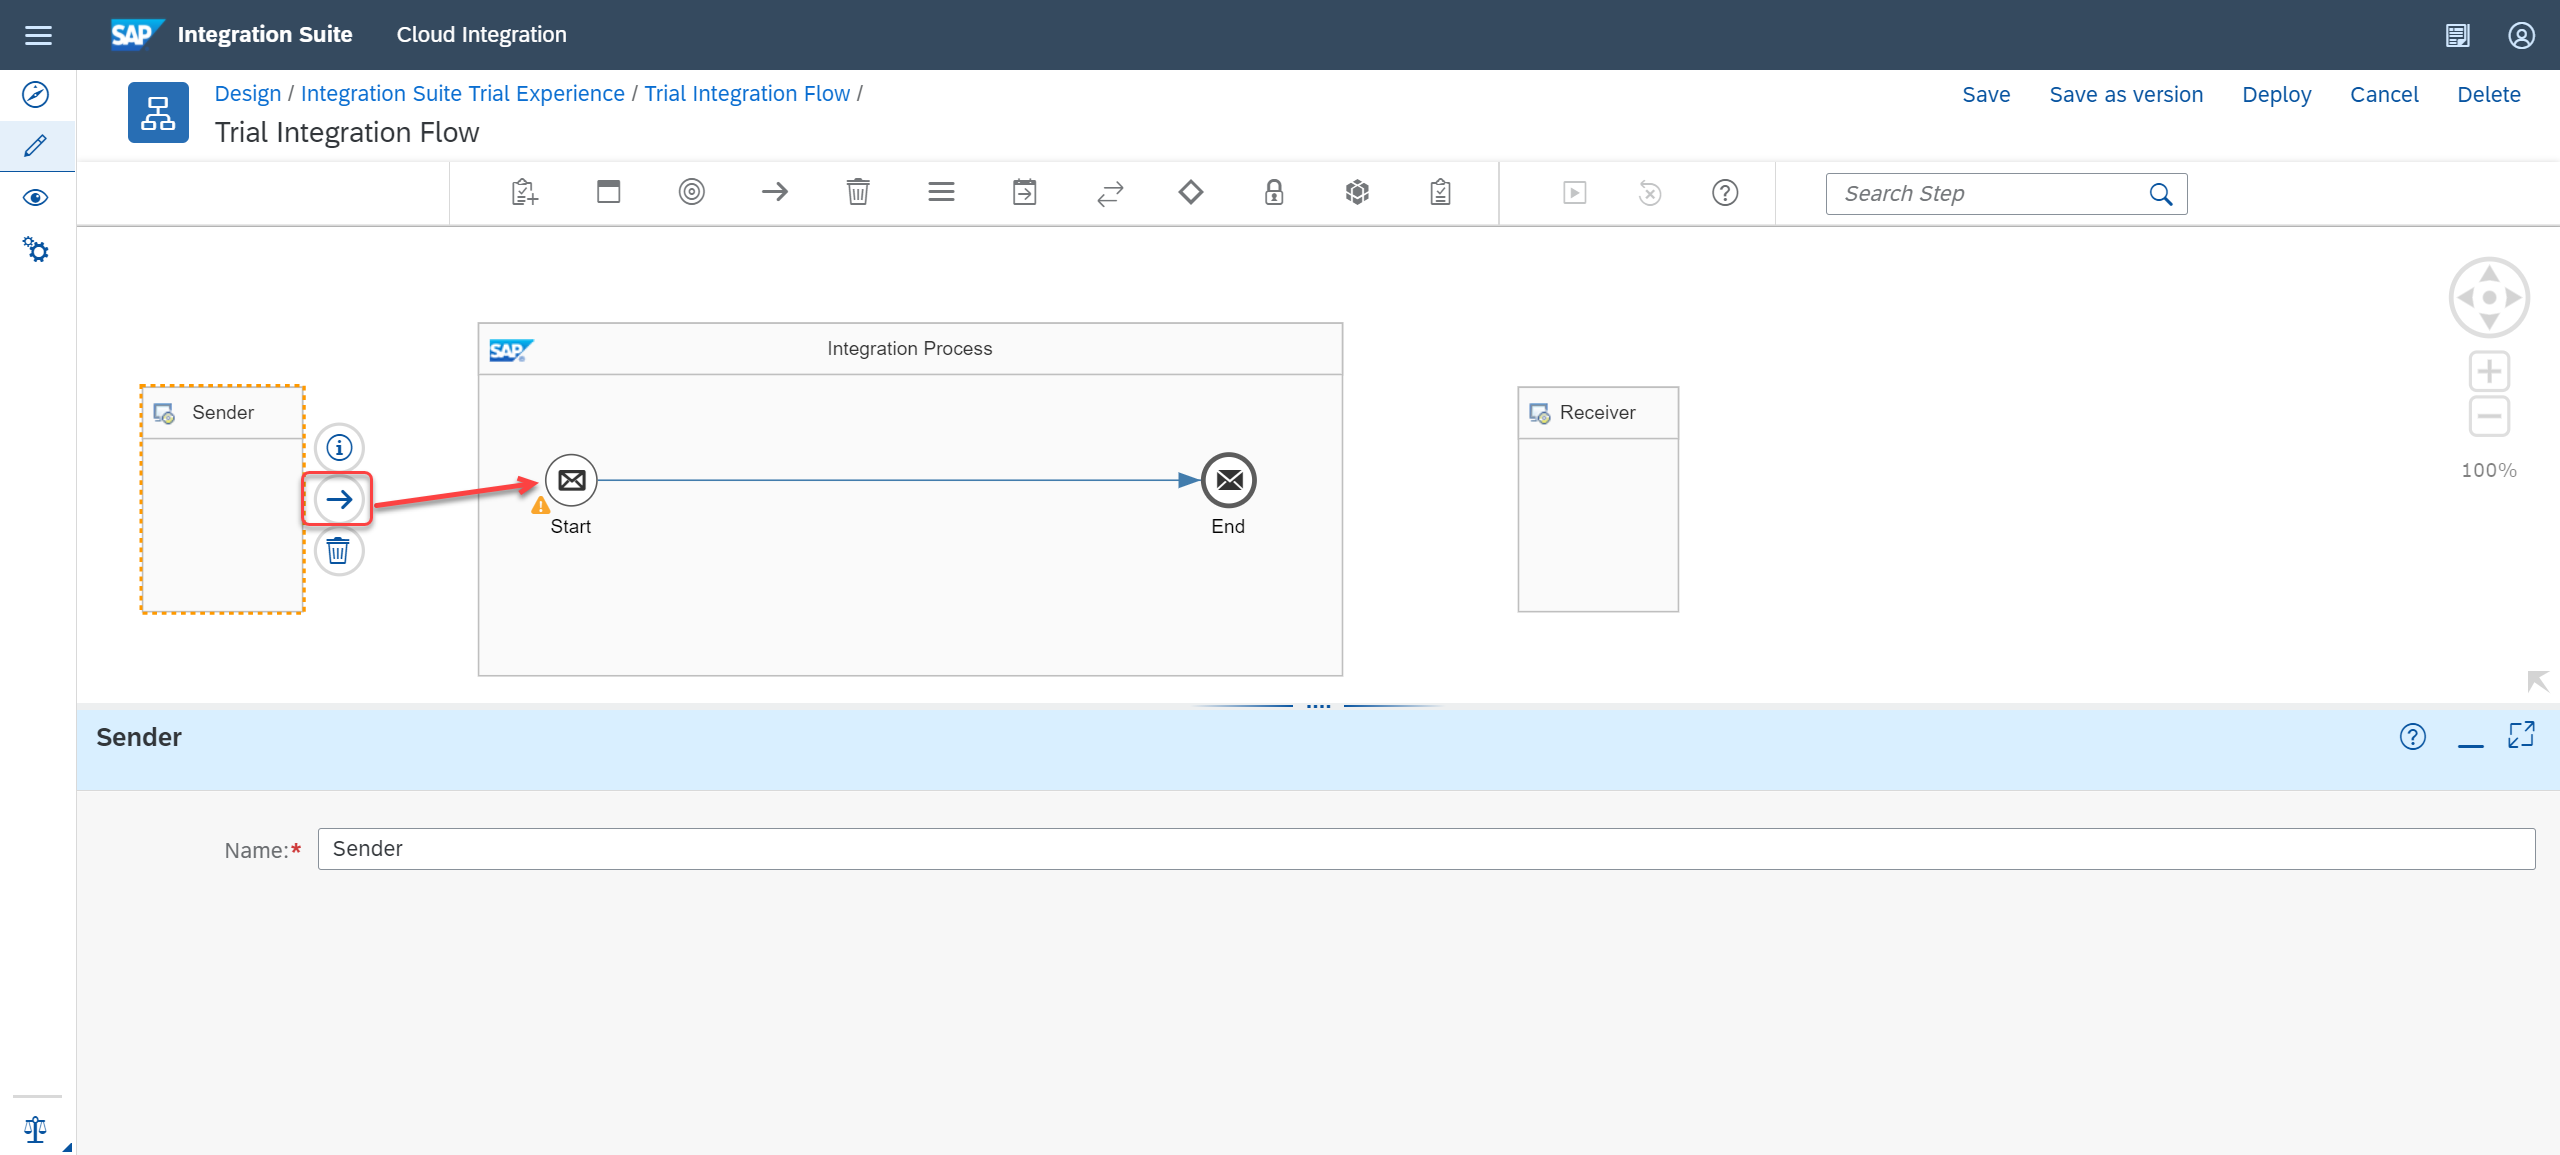 SAP Integration Suite Cloud Integration
Design / Integration Suite Trial Experience / Trial Integration Flow /
Trial Integration Flow
Save Save as version Deploy Cancel Delete
Search Step
SAP Integration Process
Sender
Receiver
Start
End
100%
Sender
Name:* Sender